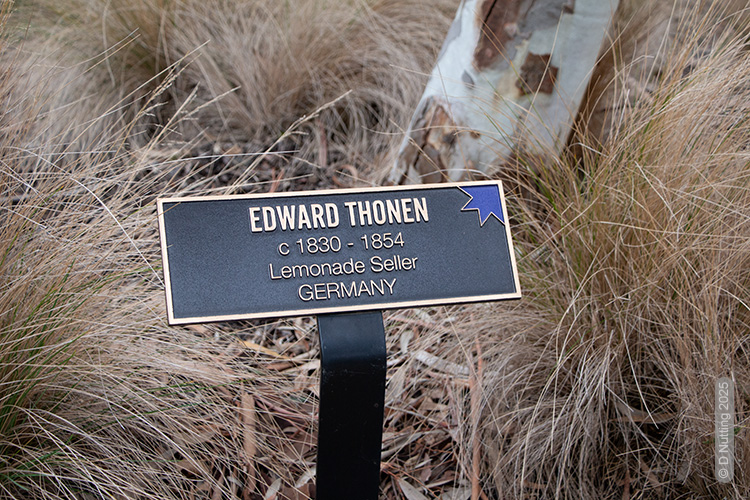 EDWARD THONEN
c 1830 - 1854
Lemonade Seller
GERMANY
© D Nutting 2025